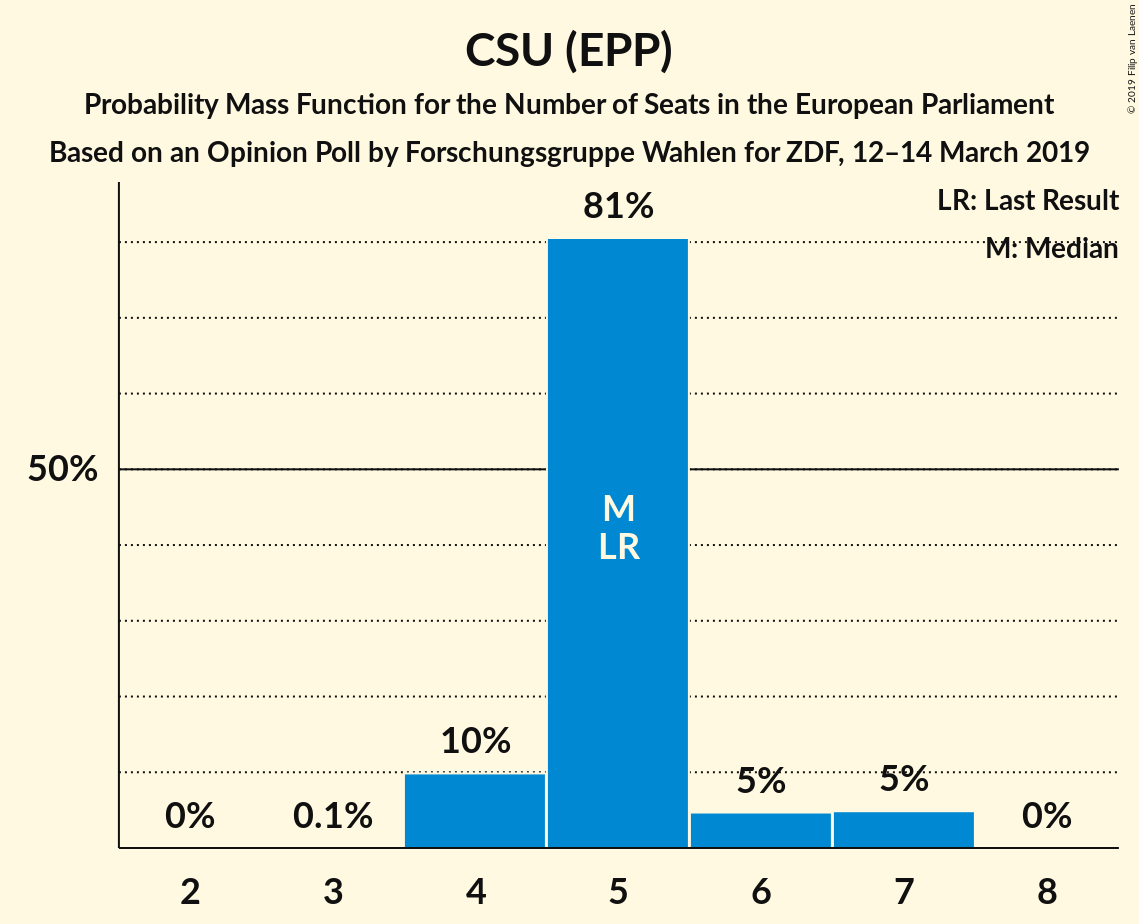 CSU (EPP)
Probability Mass Function for the Number of Seats in the European Parliament
Based on an Opinion Poll by Forschungsgruppe Wahlen for ZDF, 12–14 March 2019
© 2019 Filip van Laenen
LR: Last Result
M: Median
81%
50%
M
LR
10%
5%
5%
0%
0.1%
0%
2
3
4
5
6
7
8